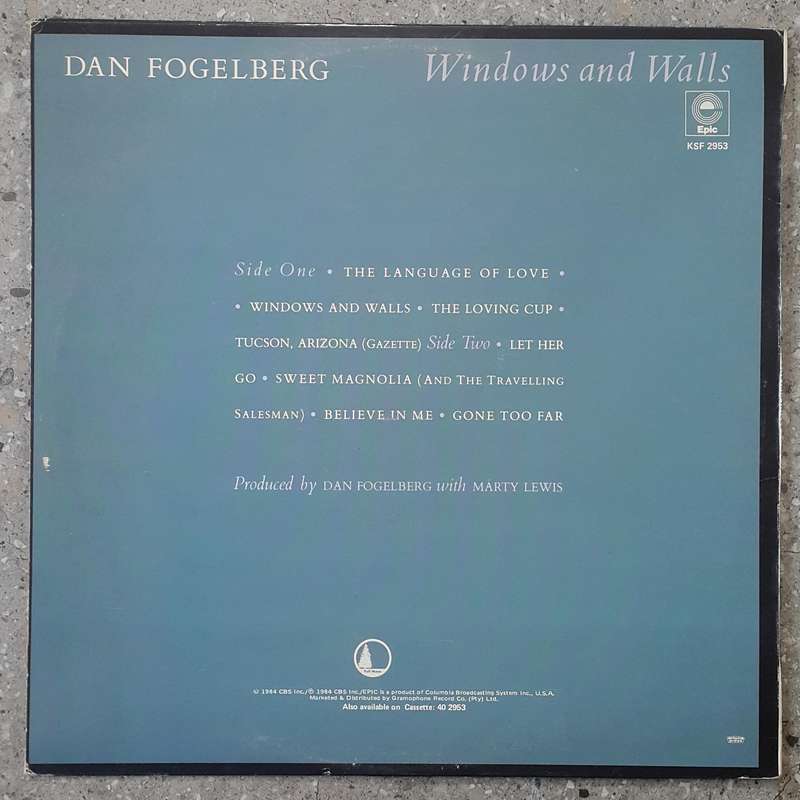 DAN FOGELBERG Windows and Walls
Epic
KSF 2953
Side One • THE LANGUAGE OF LOVE •
• WINDOWS AND WALLS • THE LOVING CUP •
TUCSON, ARIZONA (GAZETTE) Side Two • LET HER
GO • SWEET MAGNOLIA (AND THE TRAVELLING
SALESMAN) • BELIEVE IN ME • GONE TOO FAR
Produced by DAN FOGELBERG with MARTY LEWIS
Full Moon
© 1984 CBS Inc./℗ 1984 CBS Inc./EPIC is a product of Columbia Broadcasting System Inc., U.S.A.
Marketed & Distributed by Gramophone Record Co. (Pty) Ltd.
Also available on Cassette: 40 2953